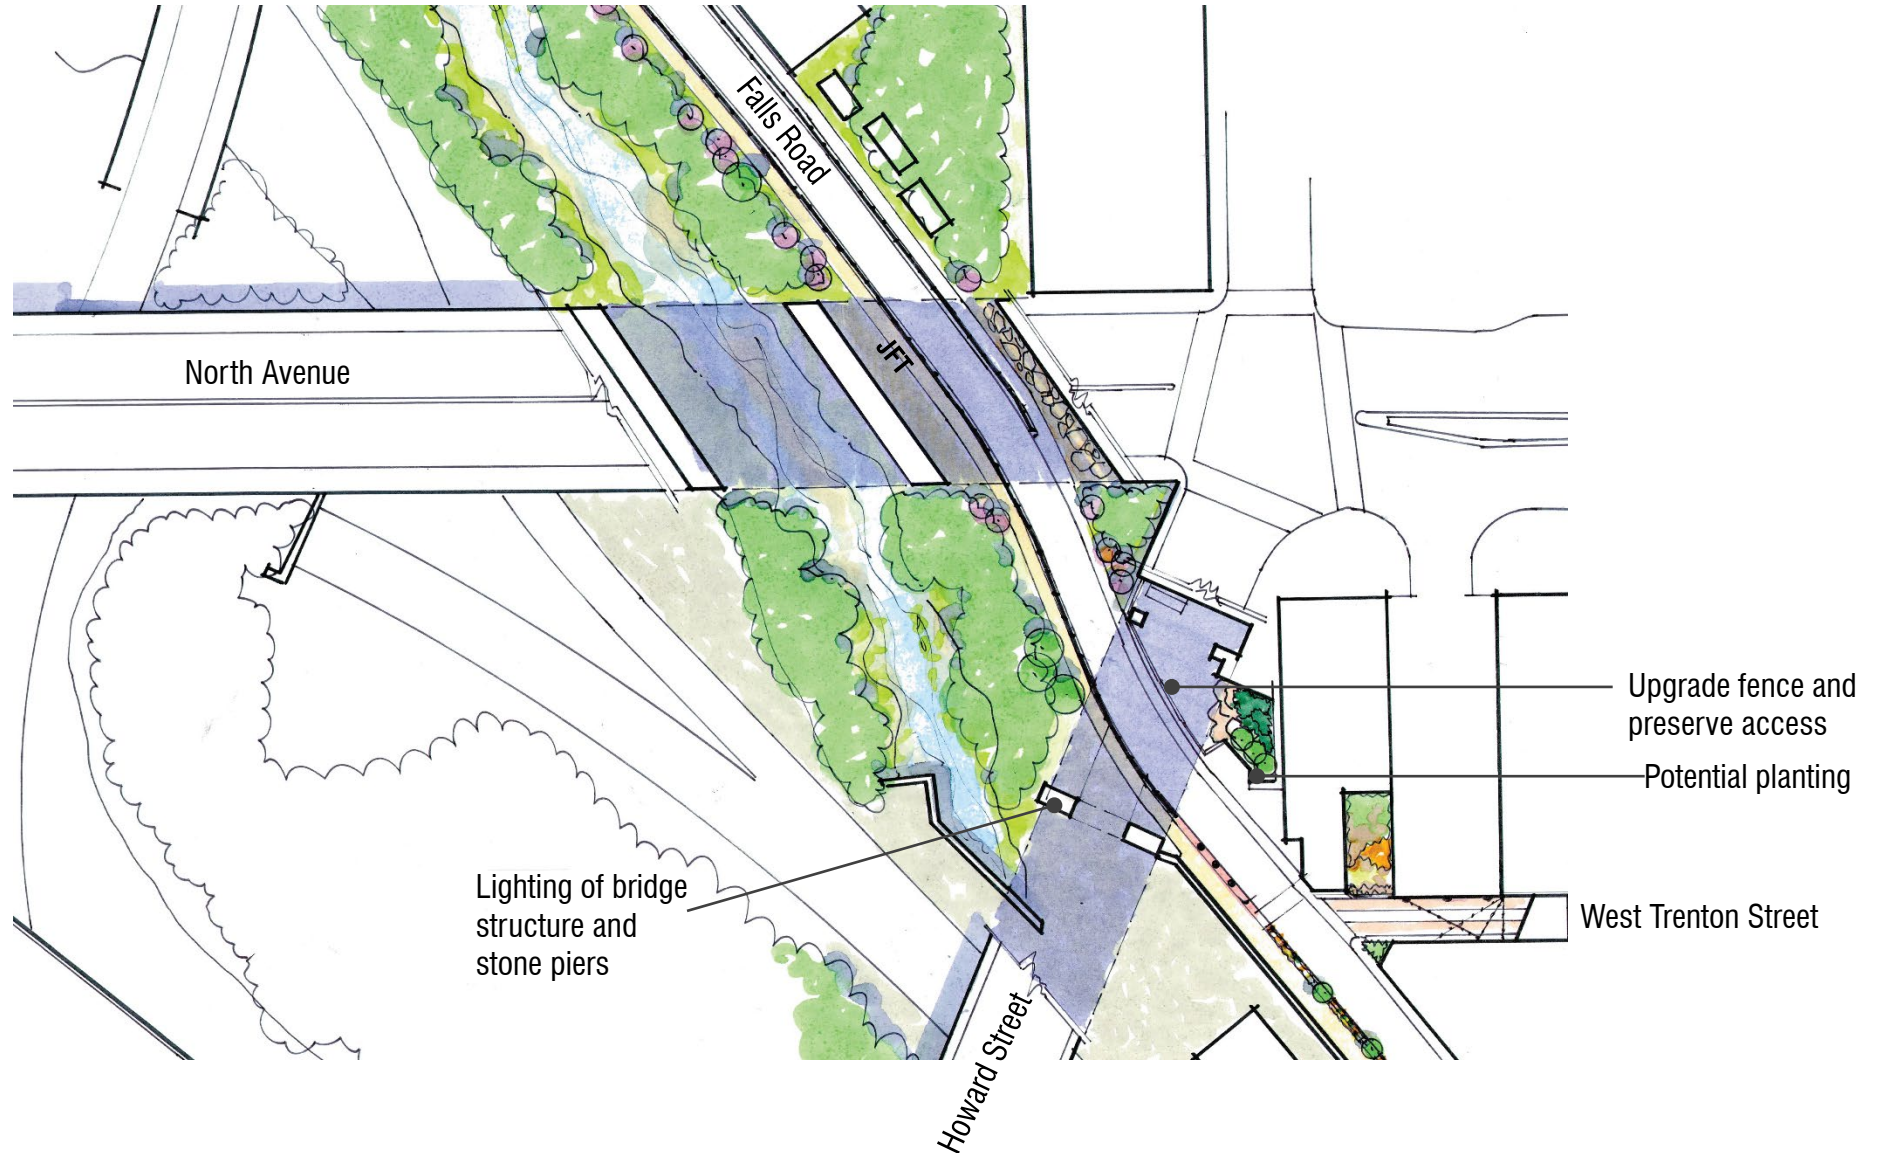 Falls Road
JFT
North Avenue
Upgrade fence and
preserve access
Potential planting
Lighting of bridge
structure and
stone piers
West Trenton Street
Howard Street